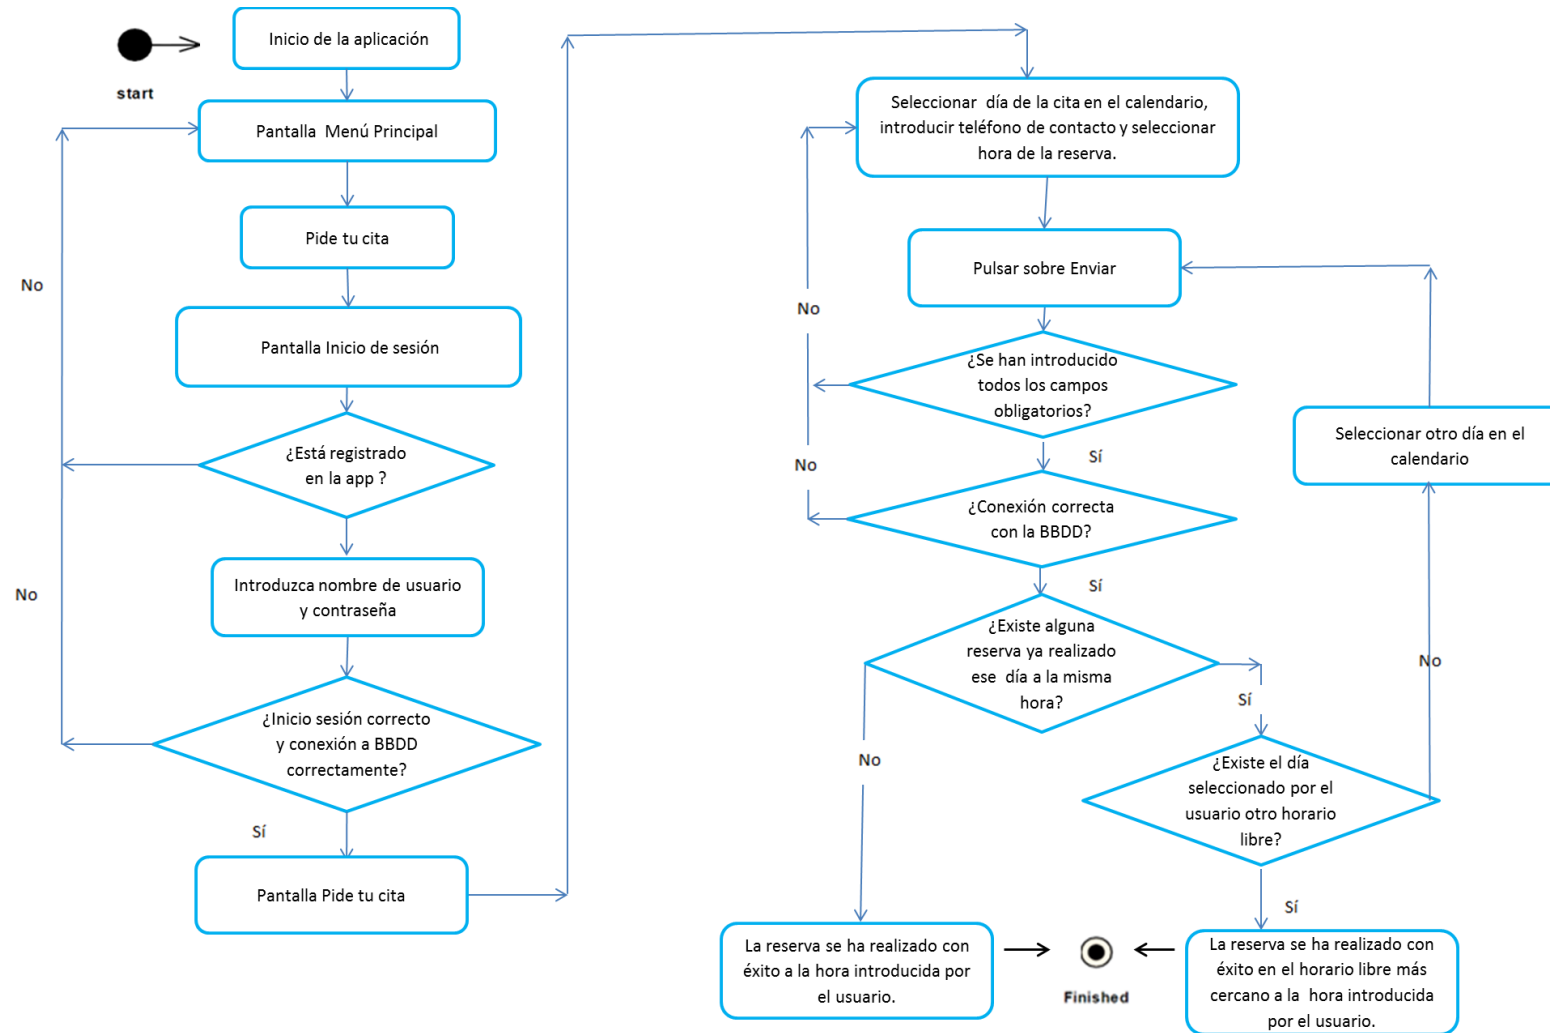 start
Inicio de la aplicación
Pantalla Menú Principal
Pide tu cita
No
Pantalla Inicio de sesión
¿Está registrado
en la app ?
Introduzca nombre de usuario
y contraseña
No
¿Inicio sesión correcto
y conexión a BBDD
correctamente?
Sí
Pantalla Pide tu cita
Seleccionar día de la cita en el calendario,
introducir teléfono de contacto y seleccionar
hora de la reserva.
Pulsar sobre Enviar
No
¿Se han introducido
todos los campos
obligatorios?
Sí
No
¿Conexión correcta
con la BBDD?
Sí
Seleccionar otro día en el
calendario
¿Existe alguna
reserva ya realizado
ese día a la misma
hora?
No
Sí
No
¿Existe el día
seleccionado por el
usuario otro horario
libre?
Sí
La reserva se ha realizado con
éxito a la hora introducida por
el usuario.
Finished
La reserva se ha realizado con
éxito en el horario libre más
cercano a la hora introducida
por el usuario.